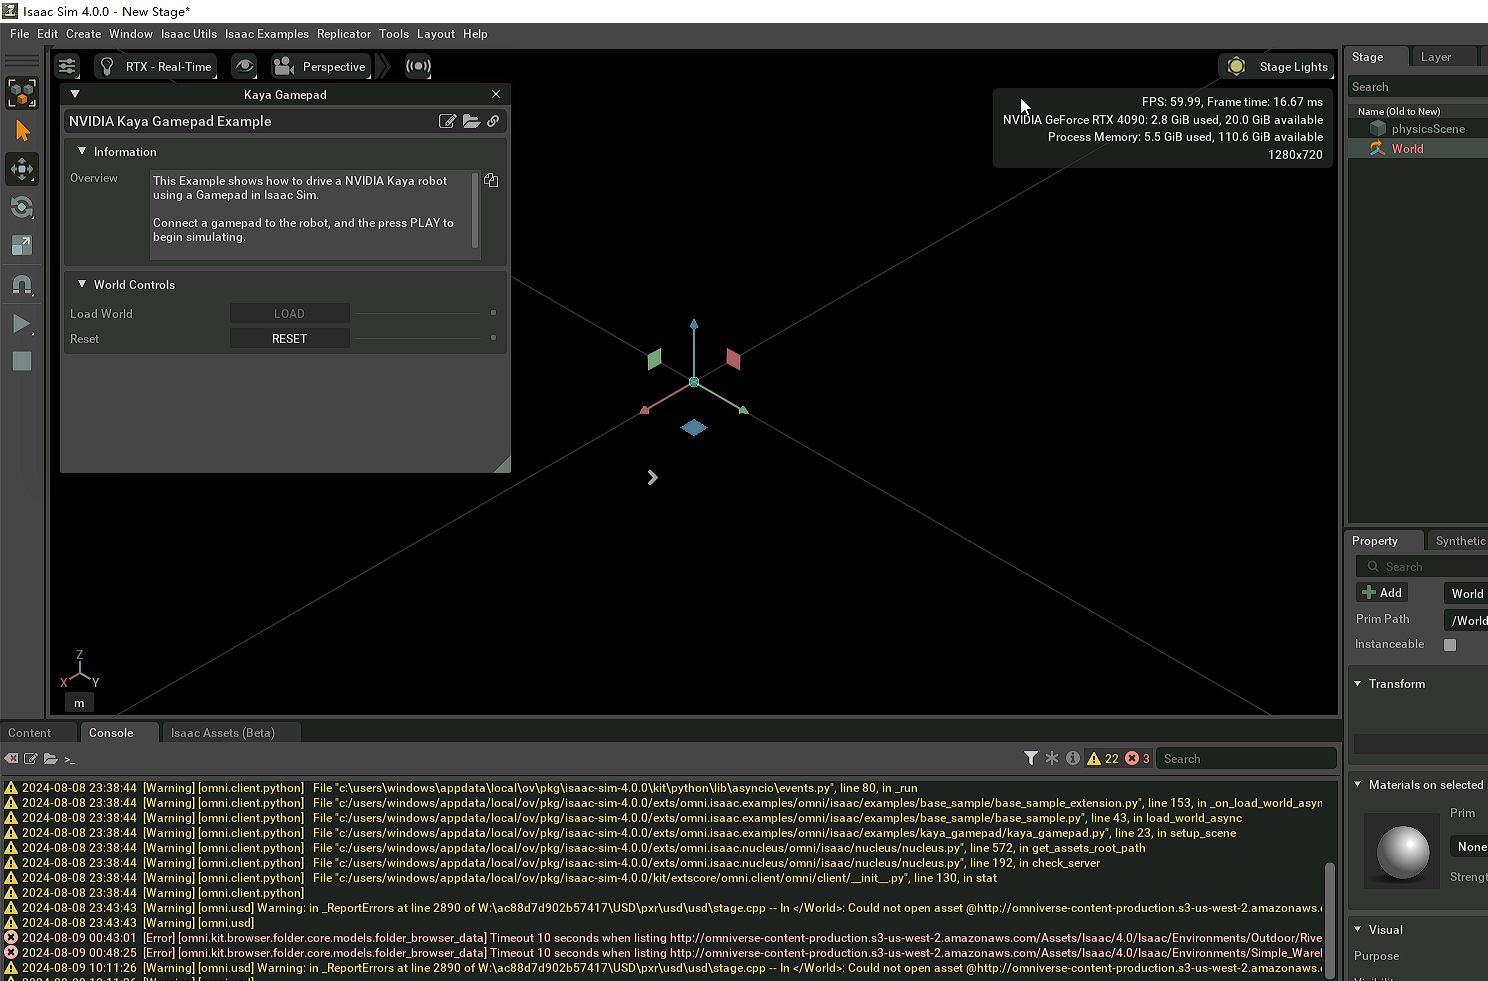 Isaac Sim 4.0.0 - New Stage*
File Edit Create Window Isaac Utils Isaac Examples Replicator Tools Play Layout Help
RTX - Real-Time
Perspective
Stage Lights
Kaya Gamepad
NVIDIA Kaya Gamepad Example
Information
Overview
This Example shows how to drive a NVIDIA Kaya robot
using a Gamepad in Isaac Sim.
Connect a gamepad to the robot, and the press PLAY to
begin simulating.
World Controls
Load World LOAD
Reset RESET
FPS: 59.99, Frame time: 16.67 ms
NVIDIA GeForce RTX 4090: 2.8 GiB used, 20.0 GiB available
Process Memory: 5.5 GiB used, 110.6 GiB available
1280x720
Z
X Y
m
Stage Layer
Search
Name (Old to New)
physicsScene
World
Property Synthetic
Search
Add World
Prim Path /World
Instanceable
Transform
Materials on selected
Prim
None
Strengt
Visual
Purpose
Content Console Isaac Assets (Beta)
>_
22 3 Search
2024-08-08 23:38:44 [Warning] [omni.client.python] File "c:\users\windows\appdata\local\ov\pkg\isaac-sim-4.0.0\kit\python\lib\asyncio\events.py", line 80, in _run
2024-08-08 23:38:44 [Warning] [omni.client.python] File "c:/users/windows/appdata/local/ov/pkg/isaac-sim-4.0.0/exts/omni.isaac.examples/omni/isaac/examples/base_sample/base_sample_extension.py", line 153, in _on_load_world_asyn
2024-08-08 23:38:44 [Warning] [omni.client.python] File "c:/users/windows/appdata/local/ov/pkg/isaac-sim-4.0.0/exts/omni.isaac.examples/omni/isaac/examples/base_sample/base_sample.py", line 43, in load_world_async
2024-08-08 23:38:44 [Warning] [omni.client.python] File "c:/users/windows/appdata/local/ov/pkg/isaac-sim-4.0.0/exts/omni.isaac.examples/omni/isaac/examples/kaya_gamepad/kaya_gamepad.py", line 23, in setup_scene
2024-08-08 23:38:44 [Warning] [omni.client.python] File "c:/users/windows/appdata/local/ov/pkg/isaac-sim-4.0.0/exts/omni.isaac.nucleus/omni/isaac/nucleus/nucleus.py", line 572, in get_assets_root_path
2024-08-08 23:38:44 [Warning] [omni.client.python] File "c:/users/windows/appdata/local/ov/pkg/isaac-sim-4.0.0/exts/omni.isaac.nucleus/omni/isaac/nucleus/nucleus.py", line 192, in check_server
2024-08-08 23:38:44 [Warning] [omni.client.python] File "c:/users/windows/appdata/local/ov/pkg/isaac-sim-4.0.0/kit/extscore/omni.client/omni/client/__init__.py", line 130, in stat
2024-08-08 23:38:44 [Warning] [omni.client.python]
2024-08-08 23:43:43 [Warning] [omni.usd] Warning: in _ReportErrors at line 2890 of W:\ac88d7d902b57417\USD\pxr\usd\usd\stage.cpp -- In </World>: Could not open asset @http://omniverse-content-production.s3-us-west-2.amazonaws.
2024-08-08 23:43:43 [Warning] [omni.usd]
2024-08-09 00:43:01 [Error] [omni.kit.browser.folder.core.models.folder_browser_data] Timeout 10 seconds when listing http://omniverse-content-production.s3-us-west-2.amazonaws.com/Assets/Isaac/4.0/Isaac/Environments/Outdoor/Rive
2024-08-09 00:48:25 [Error] [omni.kit.browser.folder.core.models.folder_browser_data] Timeout 10 seconds when listing http://omniverse-content-production.s3-us-west-2.amazonaws.com/Assets/Isaac/4.0/Isaac/Environments/Simple_Warel
2024-08-09 10:11:26 [Warning] [omni.usd] Warning: in _ReportErrors at line 2890 of W:\ac88d7d902b57417\USD\pxr\usd\usd\stage.cpp -- In </World>: Could not open asset @http://omniverse-content-production.s3-us-west-2.amazonaws.